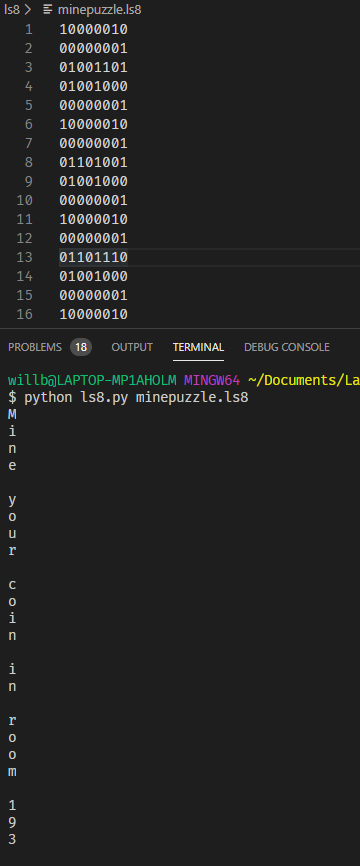 ls8 > minepuzzle.ls8
1 10000010
2 00000001
3 01001101
4 01001000
5 00000001
6 10000010
7 00000001
8 01101001
9 01001000
10 00000001
11 10000010
12 00000001
13 01101110
14 01001000
15 00000001
16 10000010
PROBLEMS 18 OUTPUT TERMINAL DEBUG CONSOLE
willb@LAPTOP-MP1AHOLM MINGW64 ~/Documents/La
$ python ls8.py minepuzzle.ls8
M
i
n
e

y
o
u
r

c
o
i
n

i
n

r
o
o
m

1
9
3